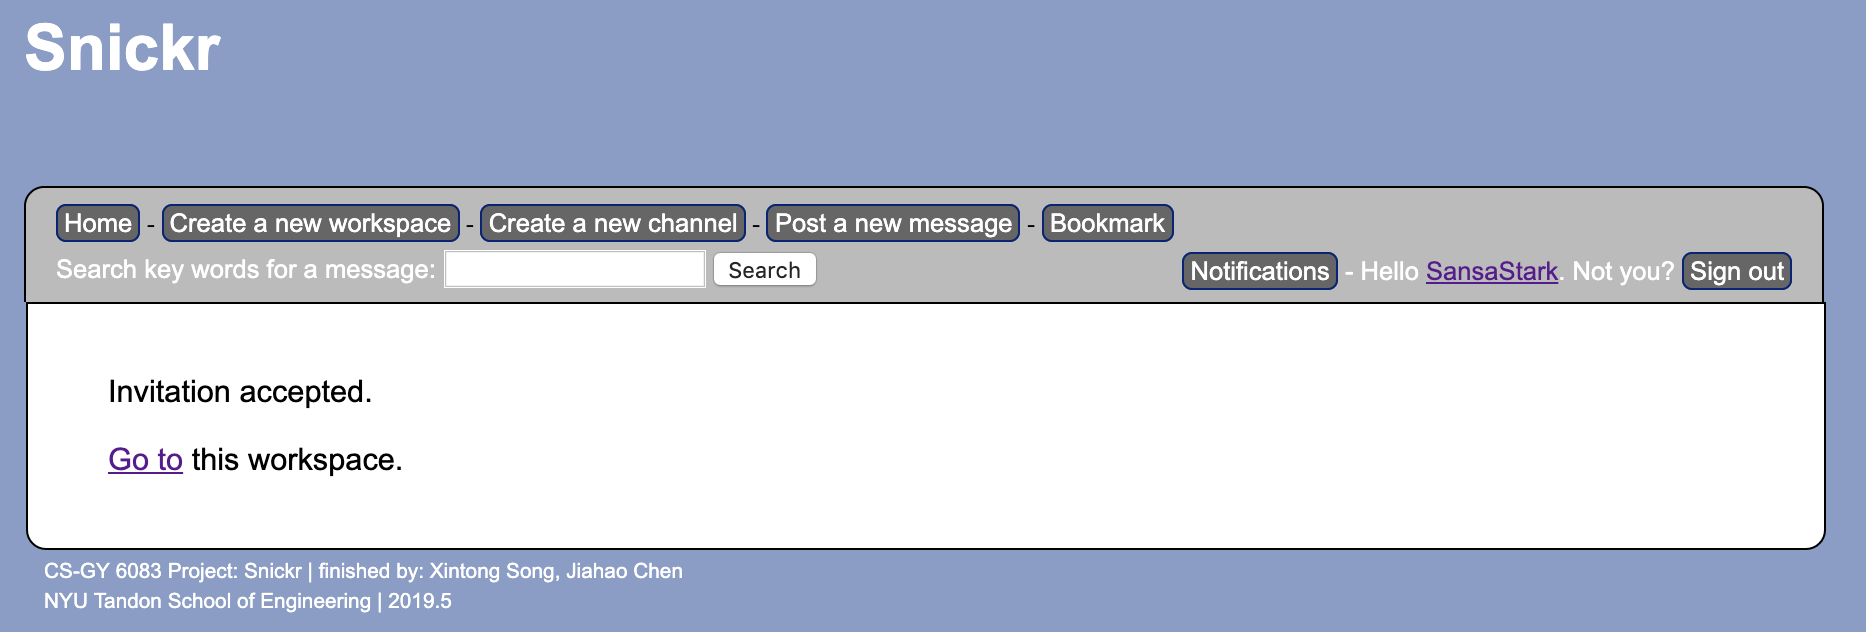 Snickr
Home - Create a new workspace - Create a new channel - Post a new message - Bookmark
Search key words for a message: Search
Notifications - Hello SansaStark. Not you? Sign out
Invitation accepted.
Go to this workspace.
CS-GY 6083 Project: Snickr | finished by: Xintong Song, Jiahao Chen
NYU Tandon School of Engineering | 2019.5